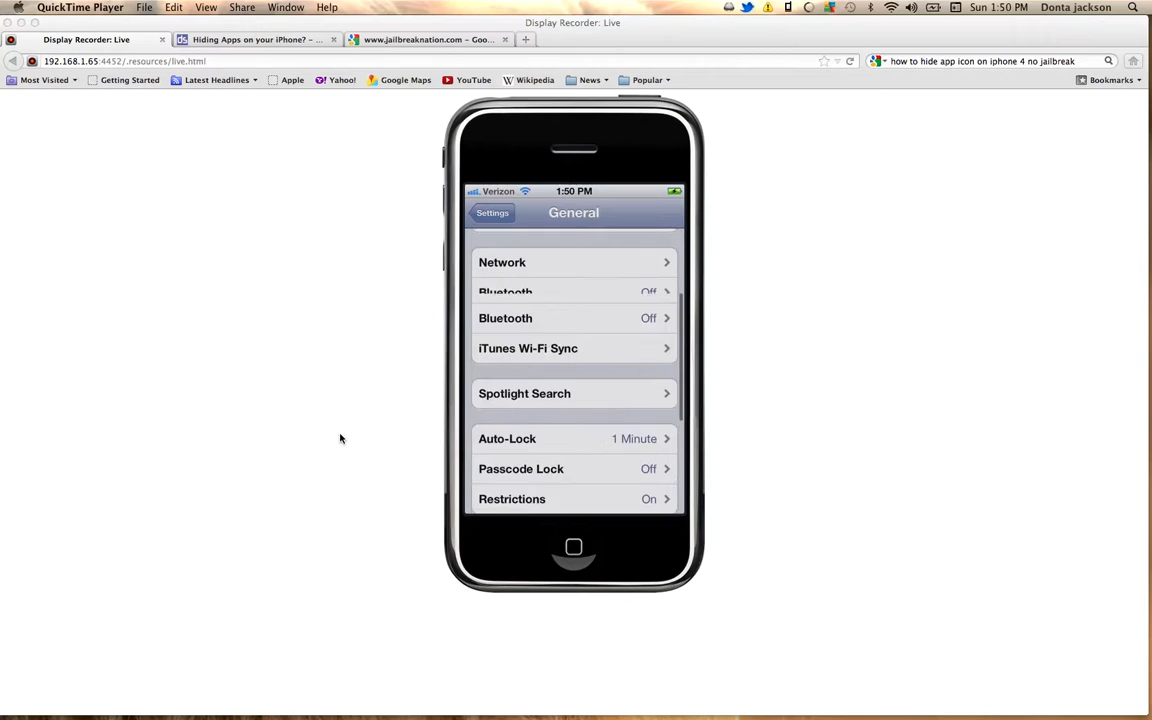 QuickTime Player File Edit View Share Window Help Sun 1:50 PM Donta jackson
Display Recorder: Live
Display Recorder: Live Hiding Apps on your iPhone? – ... www.jailbreaknation.com – Goo...
192.168.1.65:4452/.resources/live.html how to hide app icon on iphone 4 no jailbreak
Most Visited Getting Started Latest Headlines Apple Yahoo! Google Maps YouTube Wikipedia News Popular Bookmarks
Verizon 1:50 PM
Settings General
Network
Bluetooth Off
Bluetooth Off
iTunes Wi-Fi Sync
Spotlight Search
Auto-Lock 1 Minute
Passcode Lock Off
Restrictions On